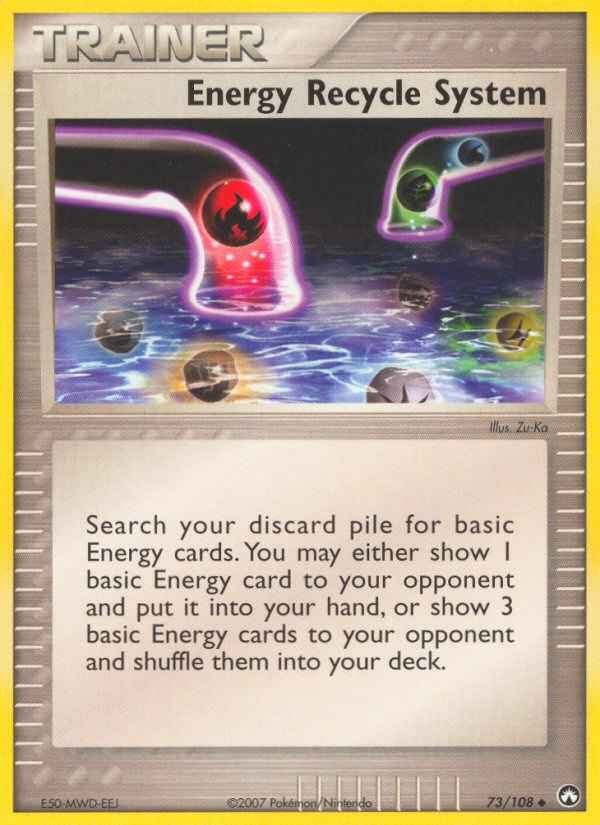 TRAINER
Energy Recycle System
Illus. Zu-Ka
Search your discard pile for basic
Energy cards. You may either show 1
basic Energy card to your opponent
and put it into your hand, or show 3
basic Energy cards to your opponent
and shuffle them into your deck.
E50-MWD-EEJ
©2007 Pokémon/Nintendo
73/108